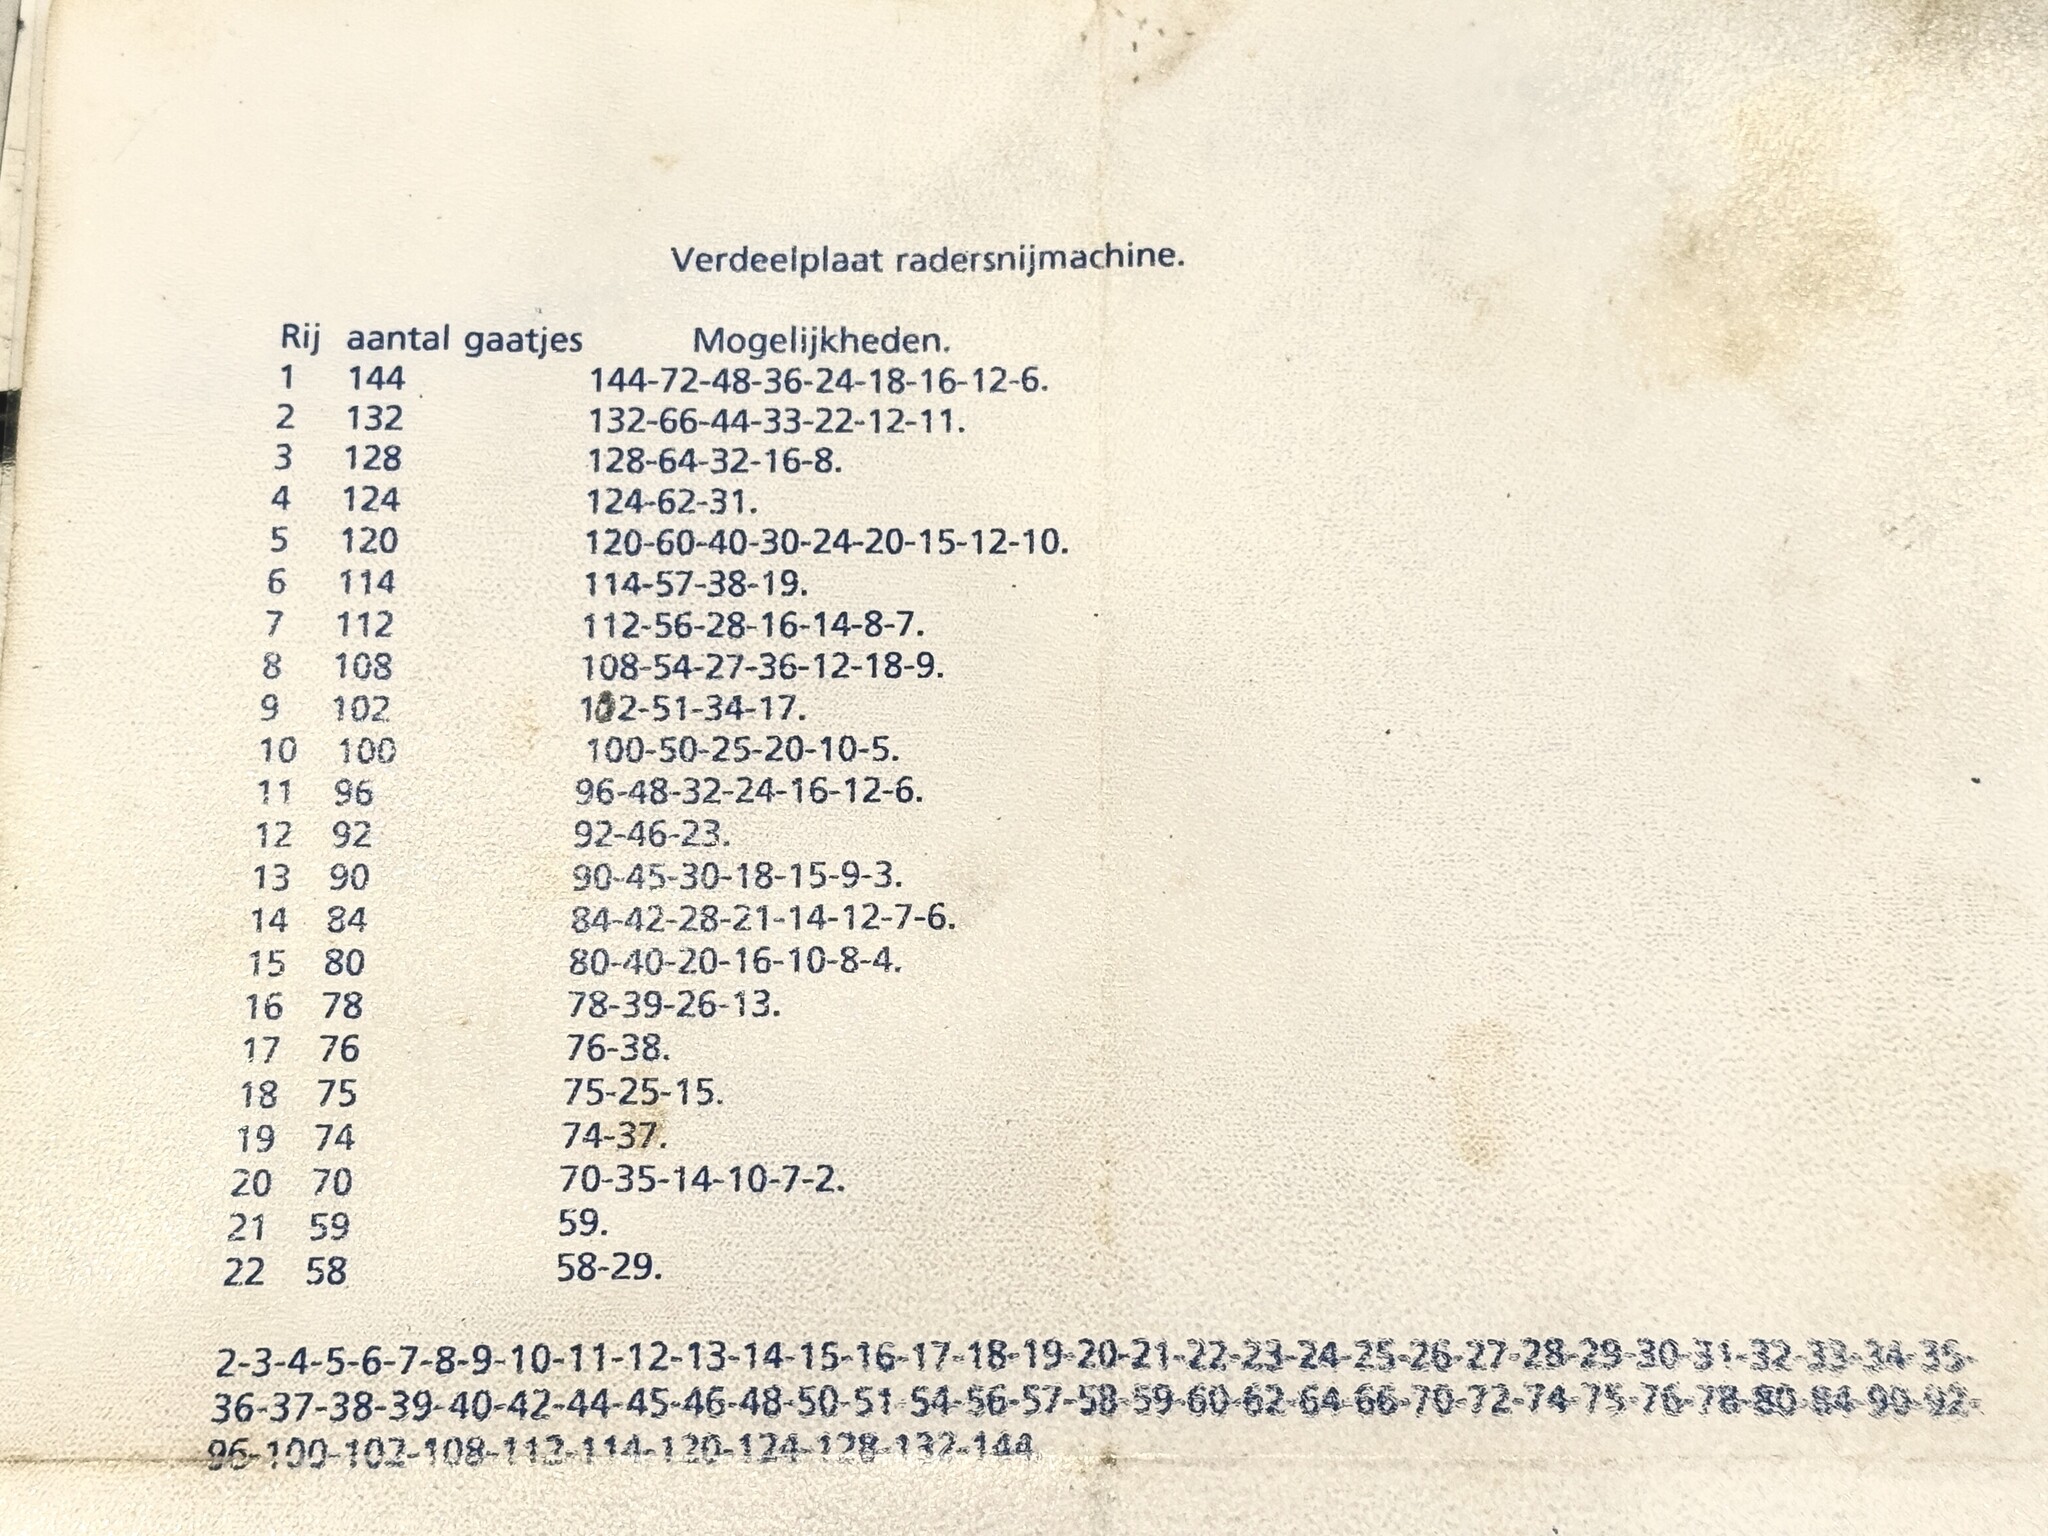 Verdeelplaat radersnijmachine.
Rij aantal gaatjes Mogelijkheden.
1 144 144-72-48-36-24-18-16-12-6.
2 132 132-66-44-33-22-12-11.
3 128 128-64-32-16-8.
4 124 124-62-31.
5 120 120-60-40-30-24-20-15-12-10.
6 114 114-57-38-19.
7 112 112-56-28-16-14-8-7.
8 108 108-54-27-36-12-18-9.
9 102 102-51-34-17.
10 100 100-50-25-20-10-5.
11 96 96-48-32-24-16-12-6.
12 92 92-46-23.
13 90 90-45-30-18-15-9-3.
14 84 84-42-28-21-14-12-7-6.
15 80 80-40-20-16-10-8-4.
16 78 78-39-26-13.
17 76 76-38.
18 75 75-25-15.
19 74 74-37.
20 70 70-35-14-10-7-2.
21 59 59.
22 58 58-29.
2-3-4-5-6-7-8-9-10-11-12-13-14-15-16-17-18-19-20-21-22-23-24-25-26-27-28-29-30-31-32-33-34-35-
36-37-38-39-40-42-44-45-46-48-50-51-54-56-57-58-59-60-62-64-66-70-72-74-75-76-78-80-84-90-92-
96-100-102-108-112-114-120-124-128-132-144